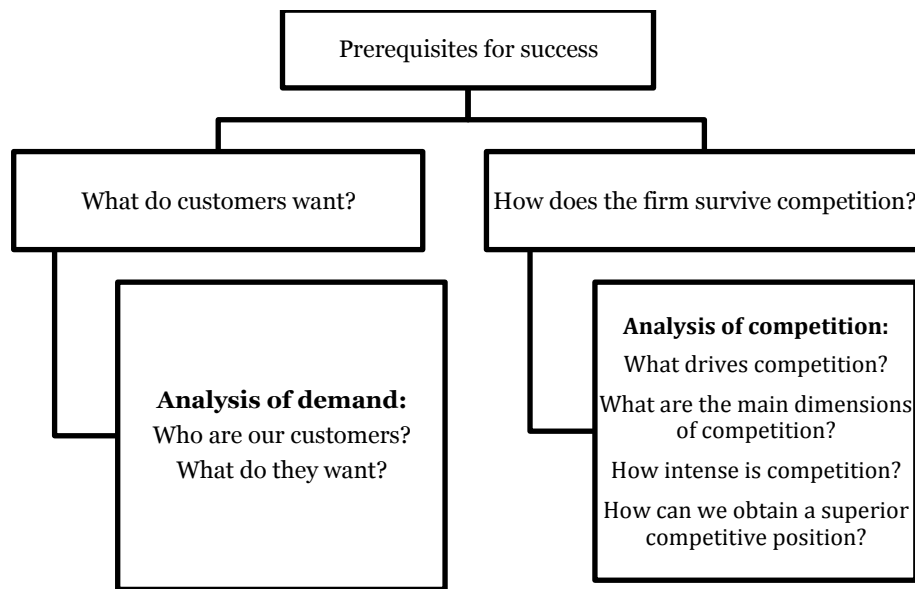 Prerequisites for success
What do customers want?
How does the firm survive competition?
Analysis of demand:
Who are our customers?
What do they want?
Analysis of competition:
What drives competition?
What are the main dimensions
of competition?
How intense is competition?
How can we obtain a superior
competitive position?